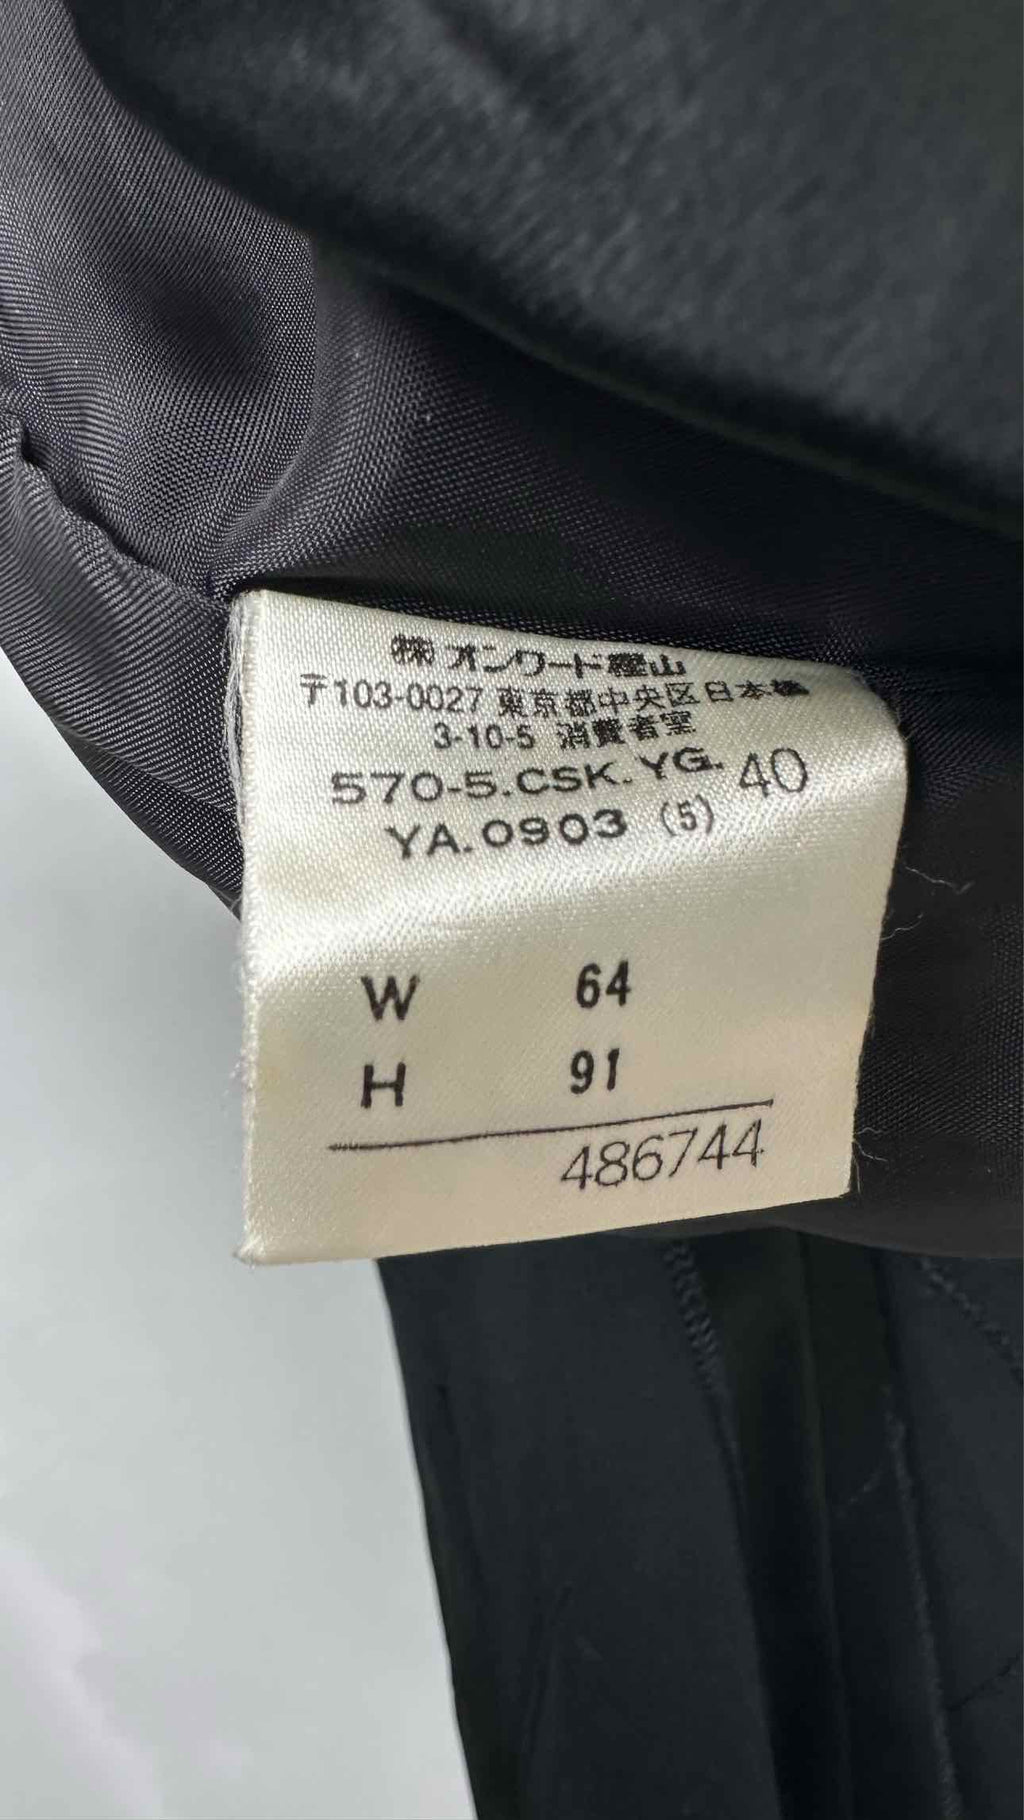 ㈱オンワード樫山
〒103-0027 東京都中央区日本橋
3-10-5 消費者室
570-5.CSK.YG. 40
YA.0903 (5)
W 64
H 91
486744